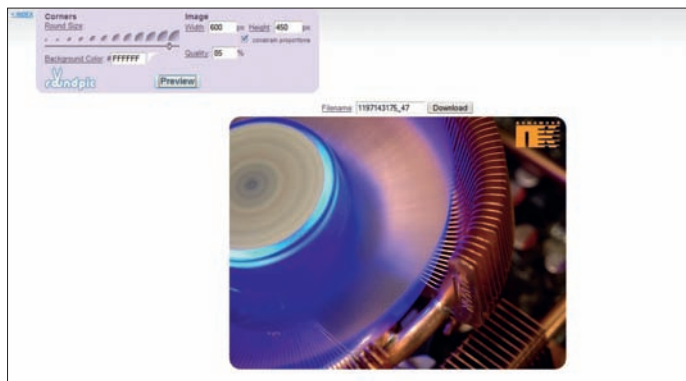 < INDEX
Corners
Round Size:
Background Color: # FFFFFF
roundpic
Image
Width: 600 px Height: 450 px
constrain proportions
Quality: 85 %
Preview
Filename: 1197143175_47 Download